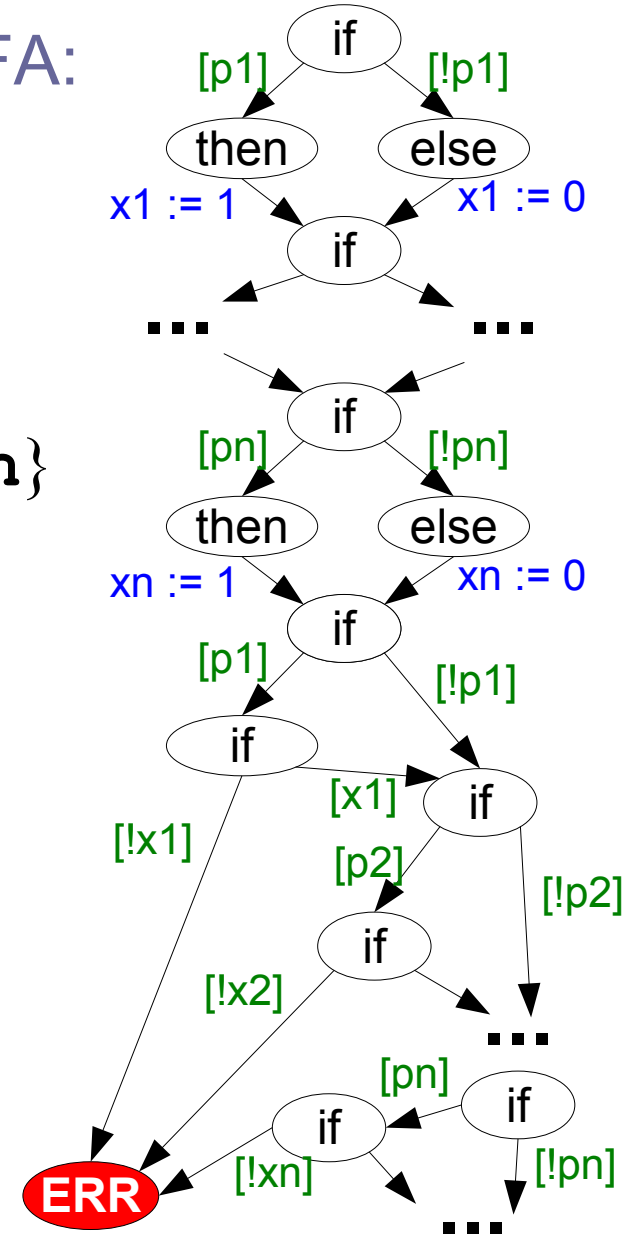 FA:
if
[p1] [!p1]
then else
x1 := 1 x1 := 0
if
... ...
if
n}
[pn] [!pn]
then else
xn := 1 xn := 0
if
[p1] [!p1]
if
[x1] if
[!x1] [p2] [!p2]
if
[!x2]
...
[pn] if
if
[!xn] [!pn]
ERR
...